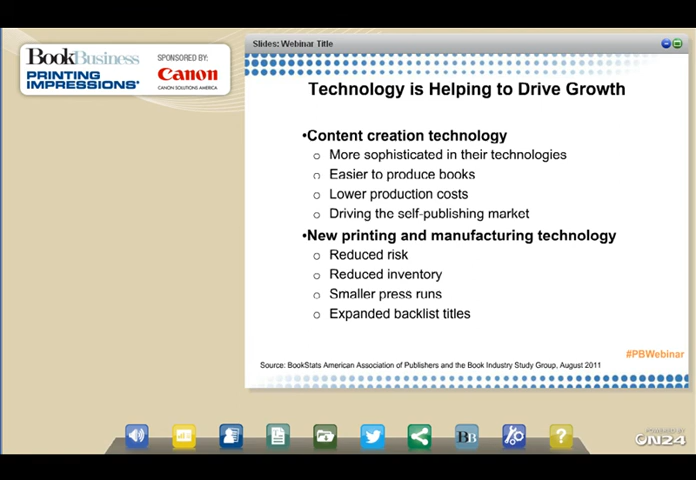 BookBusiness
PRINTING
IMPRESSIONS
SPONSORED BY:
Canon
CANON SOLUTIONS AMERICA
Slides: Webinar Title
Technology is Helping to Drive Growth
•Content creation technology
o More sophisticated in their technologies
o Easier to produce books
o Lower production costs
o Driving the self-publishing market
•New printing and manufacturing technology
o Reduced risk
o Reduced inventory
o Smaller press runs
o Expanded backlist titles
#PBWebinar
Source: BookStats American Association of Publishers and the Book Industry Study Group, August 2011
BB
?
POWERED BY
ON24